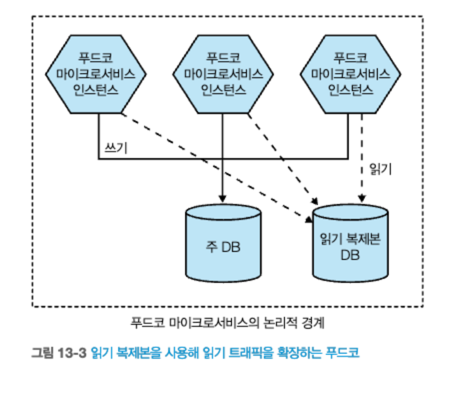 푸드코
마이크로서비스
인스턴스
푸드코
마이크로서비스
인스턴스
푸드코
마이크로서비스
인스턴스
쓰기
읽기
주 DB
읽기 복제본
DB
푸드코 마이크로서비스의 논리적 경계
그림 13-3 읽기 복제본을 사용해 읽기 트래픽을 확장하는 푸드코